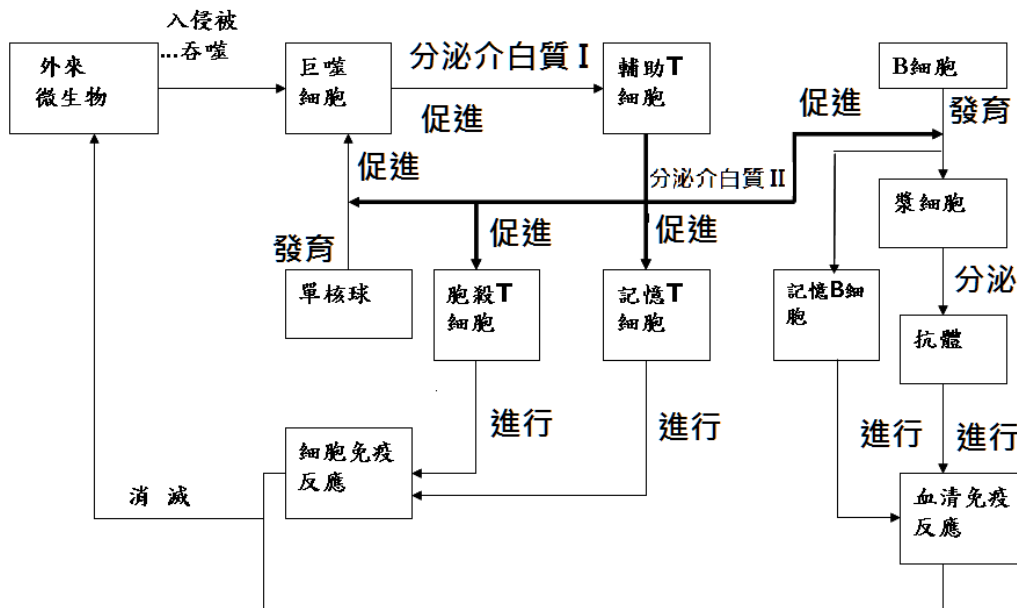 入侵被
...吞噬
外來
微生物
巨噬
細胞
分泌介白質 I
促進
輔助T
細胞
B細胞
促進
發育
促進
分泌介白質 II
漿細胞
促進
促進
發育
分泌
單核球
胞殺T
細胞
記憶T
細胞
記憶B細
胞
抗體
進行
進行
進行
進行
細胞免疫
反應
消 滅
血清免疫
反應